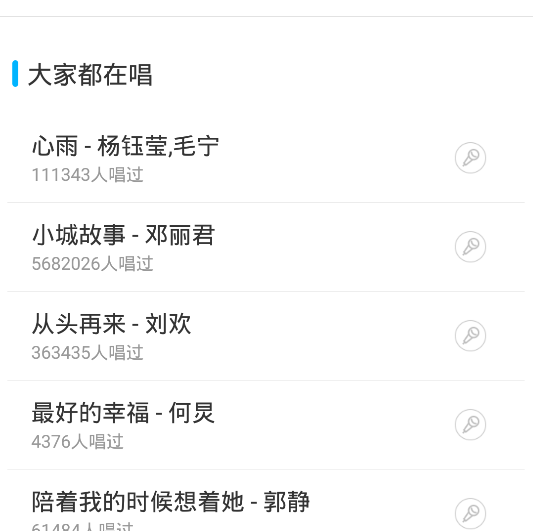 大家都在唱
心雨 - 杨钰莹,毛宁
111343人唱过
小城故事 - 邓丽君
5682026人唱过
从头再来 - 刘欢
363435人唱过
最好的幸福 - 何炅
4376人唱过
陪着我的时候想着她 - 郭静
61484人唱过